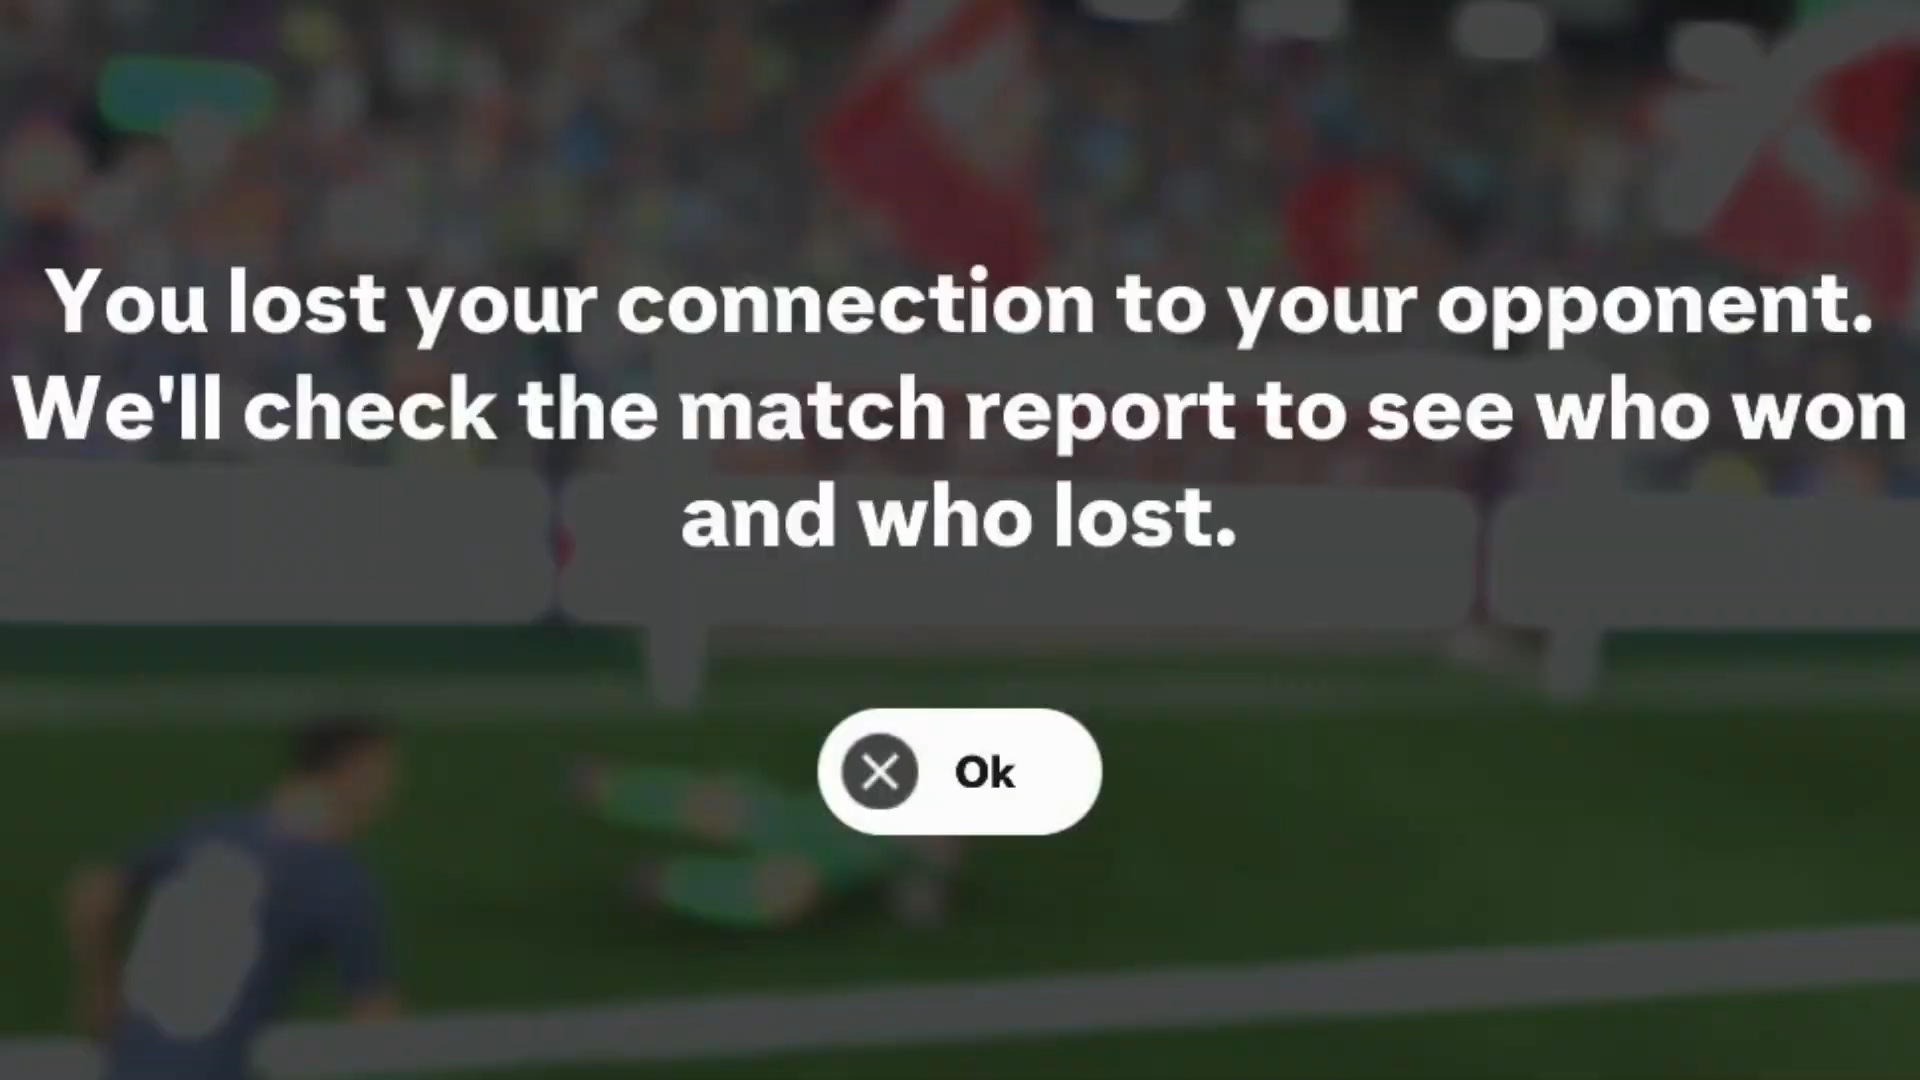 You lost your connection to your opponent.
We'll check the match report to see who won
and who lost.
Ok